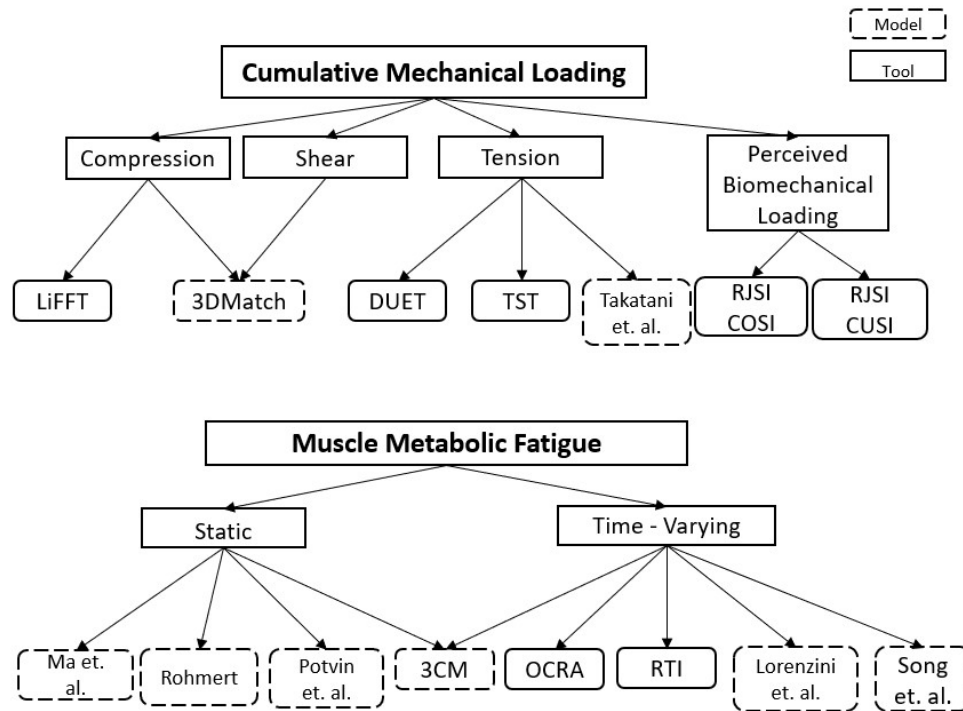 Model
Tool
Cumulative Mechanical Loading
Compression
Shear
Tension
Perceived
Biomechanical
Loading
LiFFT
3DMatch
DUET
TST
Takatani
et. al.
RJSI
COSI
RJSI
CUSI
Muscle Metabolic Fatigue
Static
Time - Varying
Ma et.
al.
Rohmert
Potvin
et. al.
3CM
OCRA
RTI
Lorenzini
et. al.
Song
et. al.